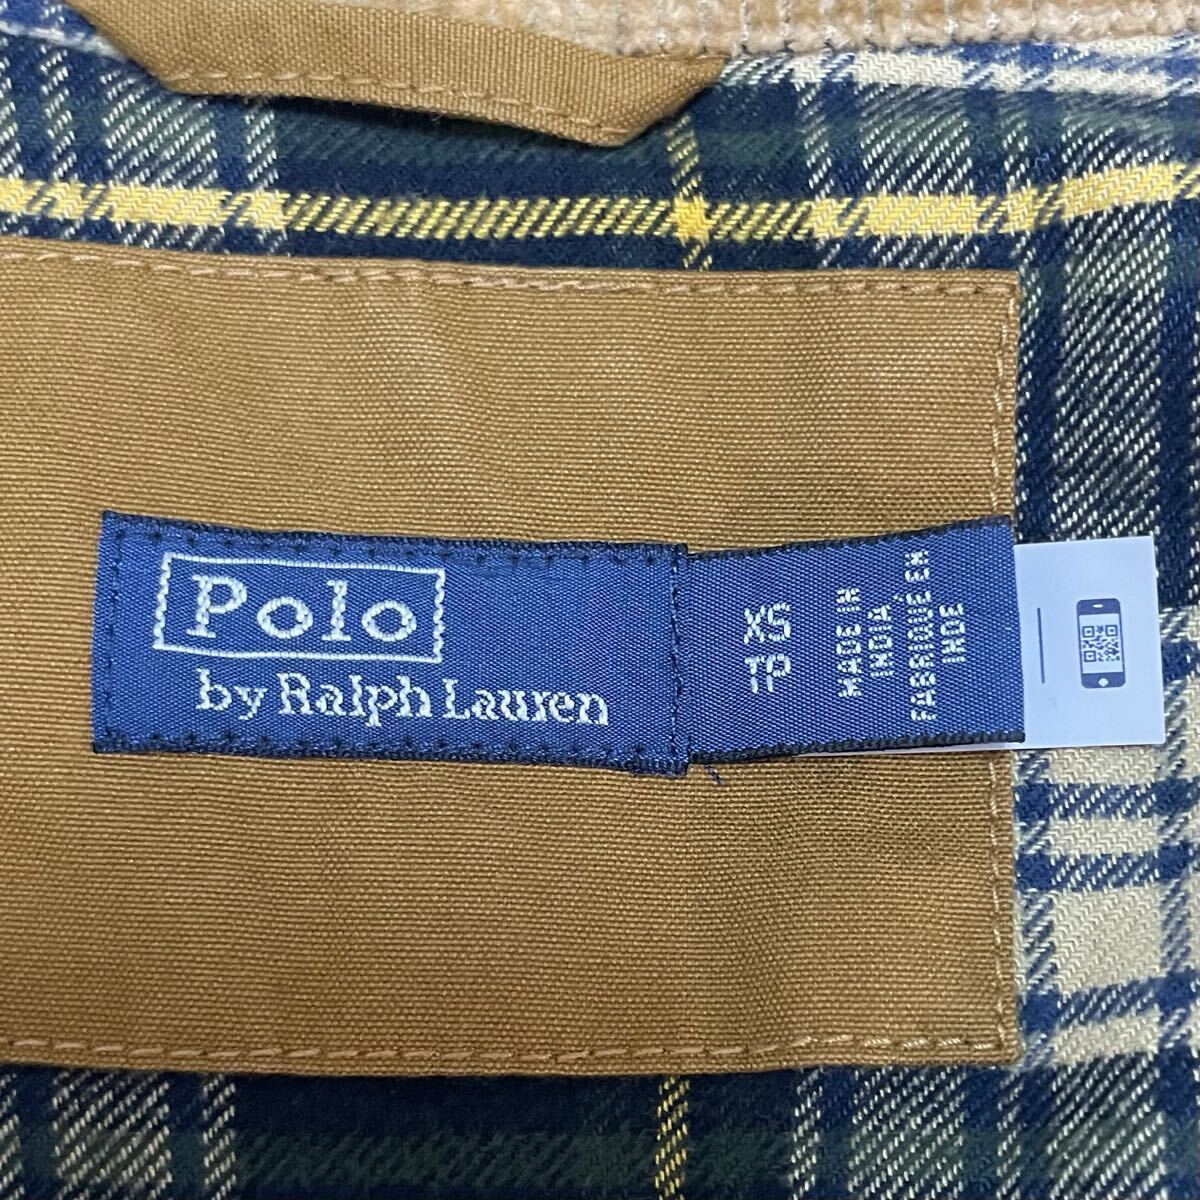 Polo
by Ralph Lauren
XS
TP
MADE IN
INDIA
FABRIQUÉ EN
INDE